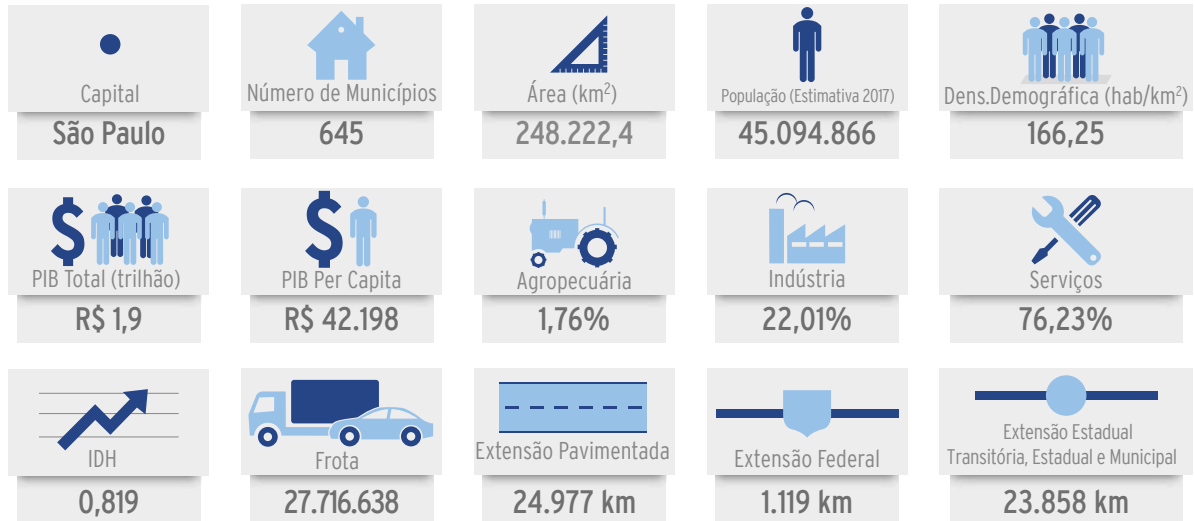 Capital
São Paulo
Número de Municípios
645
Área (km²)
248.222,4
População (Estimativa 2017)
45.094.866
Dens.Demográfica (hab/km²)
166,25
$
PIB Total (trilhão)
R$ 1,9
$
PIB Per Capita
R$ 42.198
Agropecuária
1,76%
Indústria
22,01%
Serviços
76,23%
IDH
0,819
Frota
27.716.638
Extensão Pavimentada
24.977 km
Extensão Federal
1.119 km
Extensão Estadual
Transitória, Estadual e Municipal
23.858 km